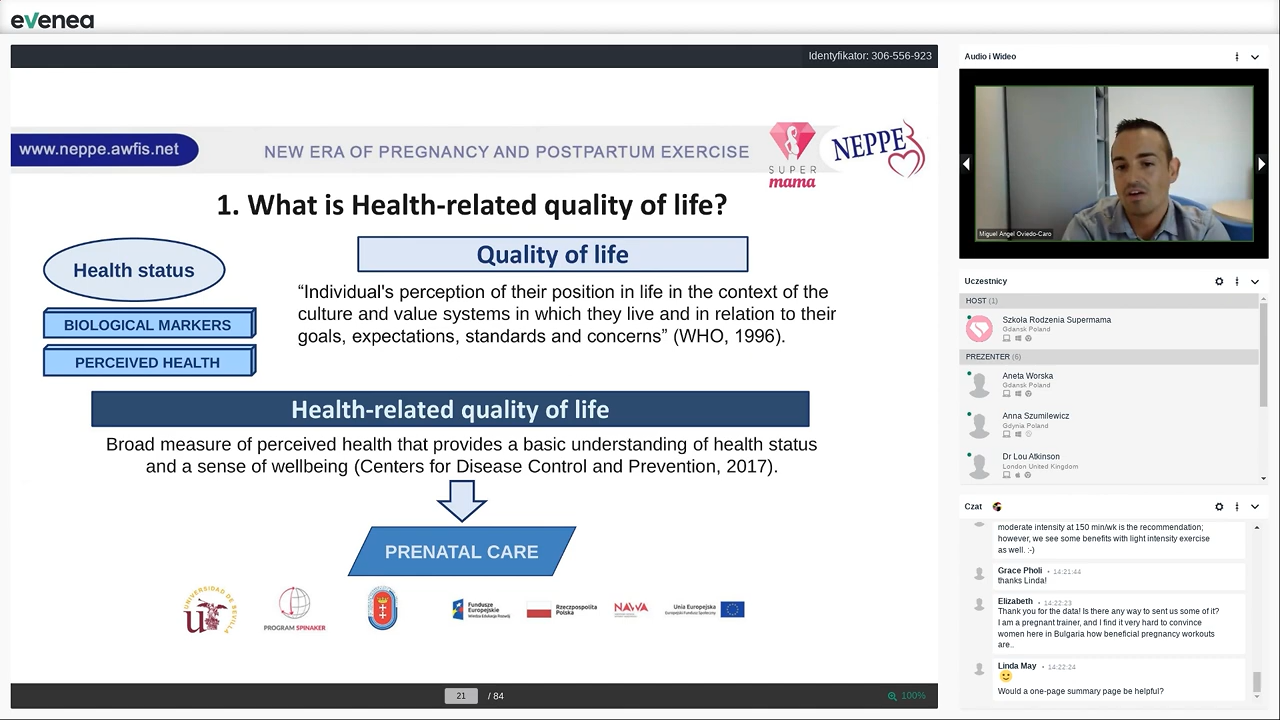 evenea
Identyfikator: 306-556-923
www.neppe.awfis.net
NEW ERA OF PREGNANCY AND POSTPARTUM EXERCISE
SUPER
mama
NEPPE
1. What is Health-related quality of life?
Health status
BIOLOGICAL MARKERS
PERCEIVED HEALTH
Quality of life
“Individual's perception of their position in life in the context of the
culture and value systems in which they live and in relation to their
goals, expectations, standards and concerns” (WHO, 1996).
Health-related quality of life
Broad measure of perceived health that provides a basic understanding of health status
and a sense of wellbeing (Centers for Disease Control and Prevention, 2017).
PRENATAL CARE
UNIVERSIDAD DE SEVILLA
PROGRAM SPINAKER
Fundusze
Europejskie
Wiedza Edukacja Rozwój
Rzeczpospolita
Polska
NAWA
Unia Europejska
Europejski Fundusz Społeczny
21 / 84
100%
Audio i Wideo
Miguel Ángel Oviedo-Caro
Uczestnicy
HOST (1)
Szkoła Rodzenia Supermama
Gdansk Poland
PREZENTER (6)
Aneta Worska
Gdansk Poland
Anna Szumilewicz
Gdynia Poland
Dr Lou Atkinson
London United Kingdom
Czat
moderate intensity at 150 min/wk is the recommendation;
however, we see some benefits with light intensity exercise
as well. :-)
Grace Pholi • 14:21:44
thanks Linda!
Elizabeth • 14:22:23
Thank you for the data! Is there any way to sent us some of it?
I am a pregnant trainer, and I find it very hard to convince
women here in Bulgaria how beneficial pregnancy workouts
are..
Linda May • 14:22:24
Would a one-page summary page be helpful?